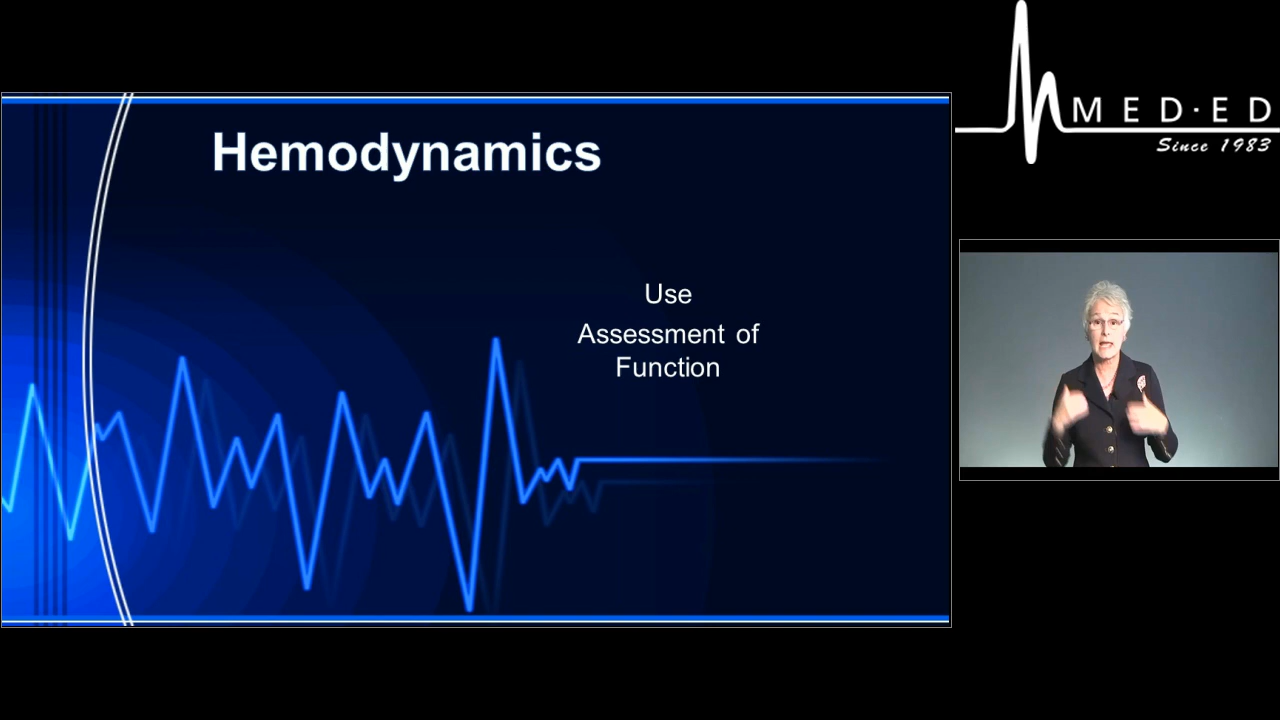 Hemodynamics
Use
Assessment of
Function
MED·ED
Since 1983